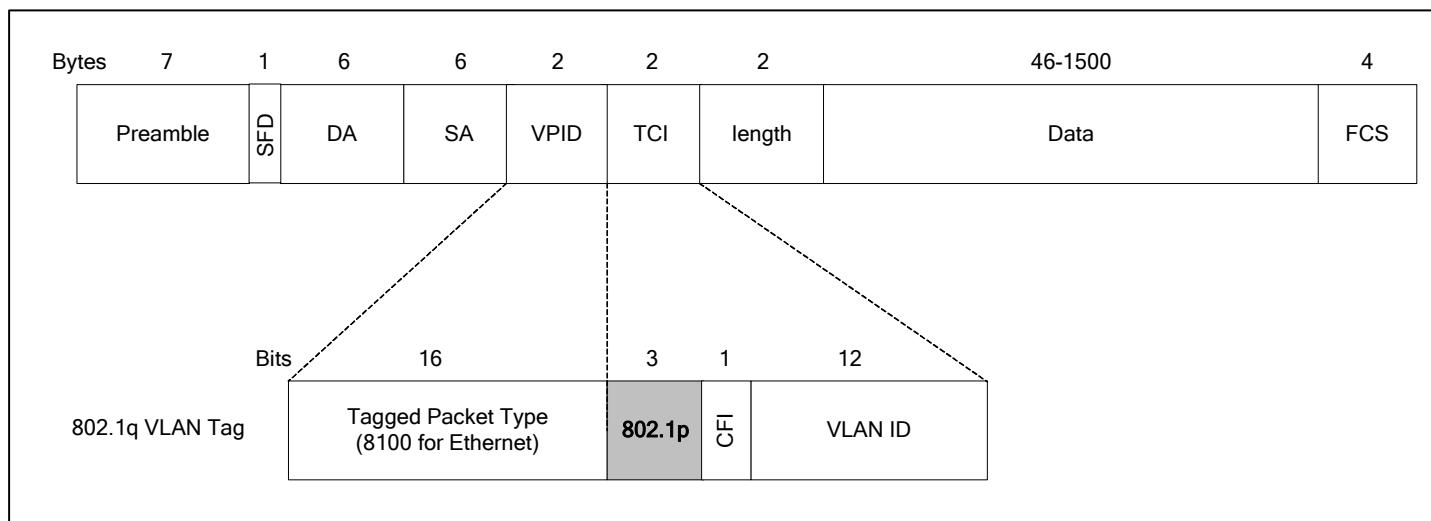 Bytes 7 1 6 6 2 2 2 46-1500 4
Preamble SFD DA SA VPID TCI length Data FCS
Bits 16 3 1 12
802.1q VLAN Tag
Tagged Packet Type
(8100 for Ethernet)
802.1p CFI VLAN ID